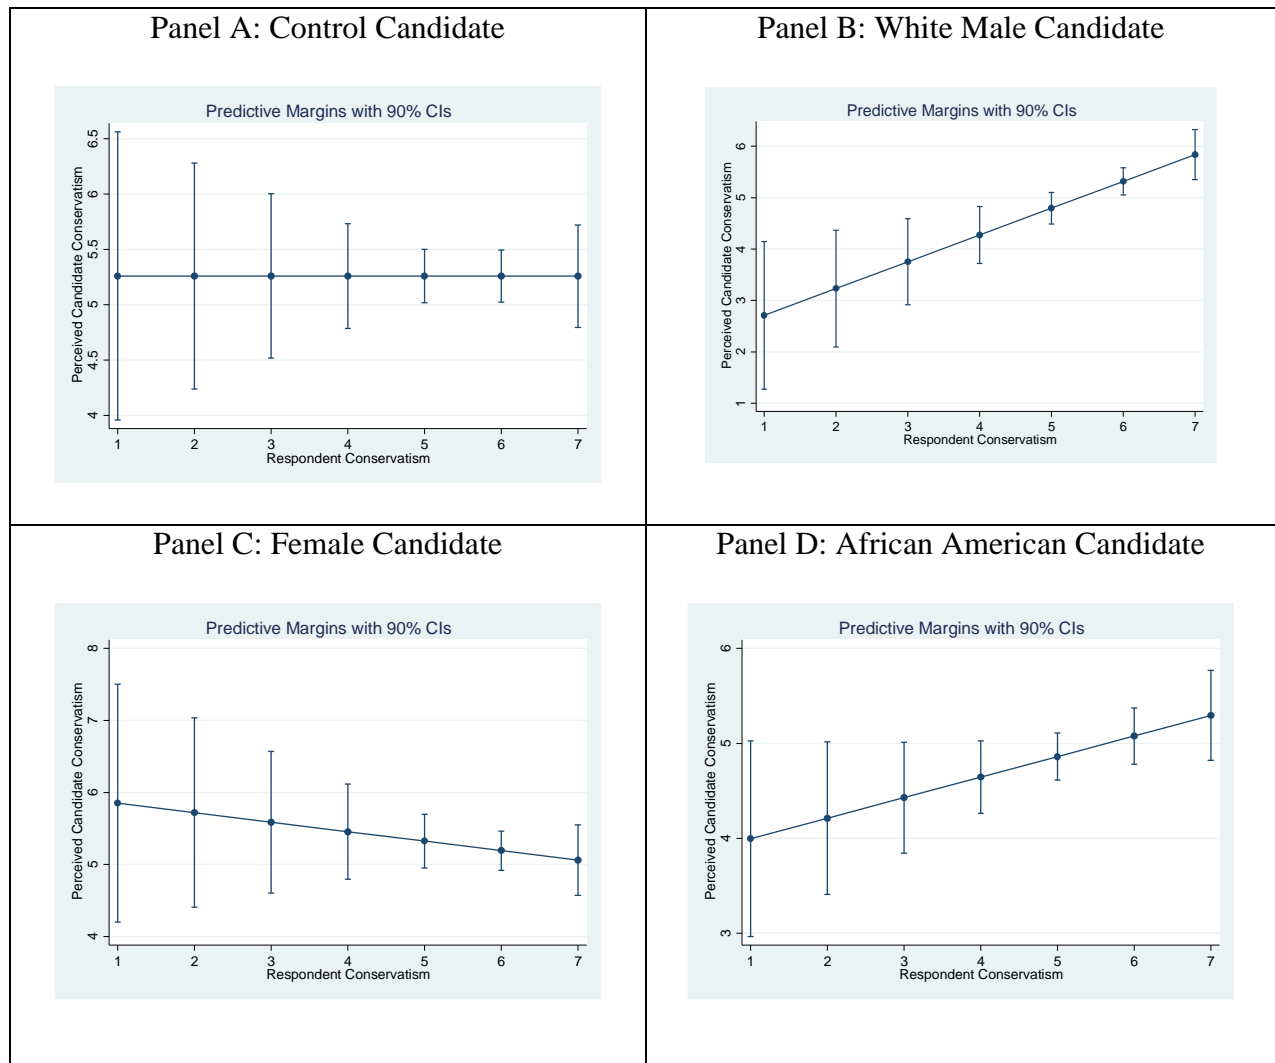 Panel A: Control Candidate
Predictive Margins with 90% CIs
Perceived Candidate Conservatism
6.5
6
5.5
5
4.5
4
1 2 3 4 5 6 7
Respondent Conservatism
Panel B: White Male Candidate
Predictive Margins with 90% CIs
Perceived Candidate Conservatism
6
5
4
3
2
1
1 2 3 4 5 6 7
Respondent Conservatism
Panel C: Female Candidate
Predictive Margins with 90% CIs
Perceived Candidate Conservatism
8
7
6
5
4
1 2 3 4 5 6 7
Respondent Conservatism
Panel D: African American Candidate
Predictive Margins with 90% CIs
Perceived Candidate Conservatism
6
5
4
3
1 2 3 4 5 6 7
Respondent Conservatism